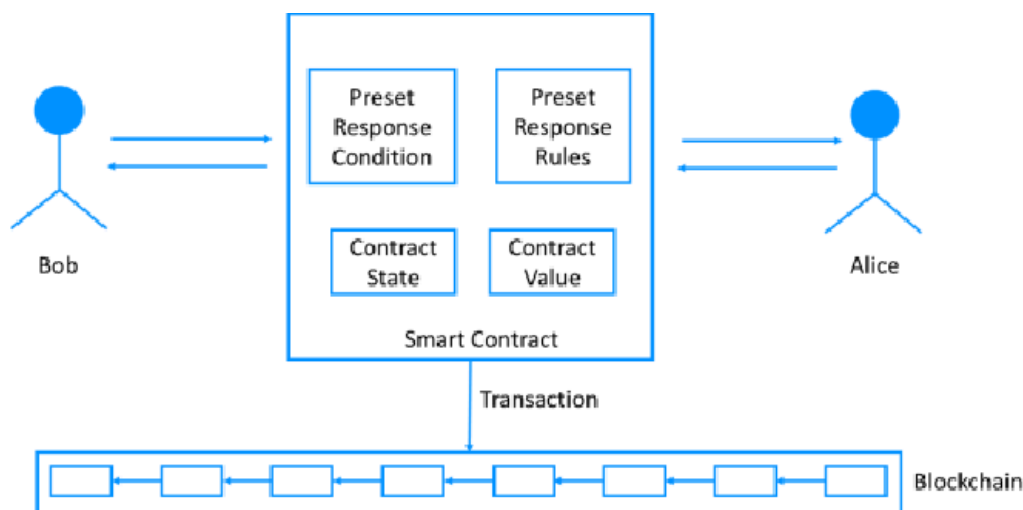 Preset
Response
Condition
Preset
Response
Rules
Bob
Alice
Contract
State
Contract
Value
Smart Contract
Transaction
Blockchain